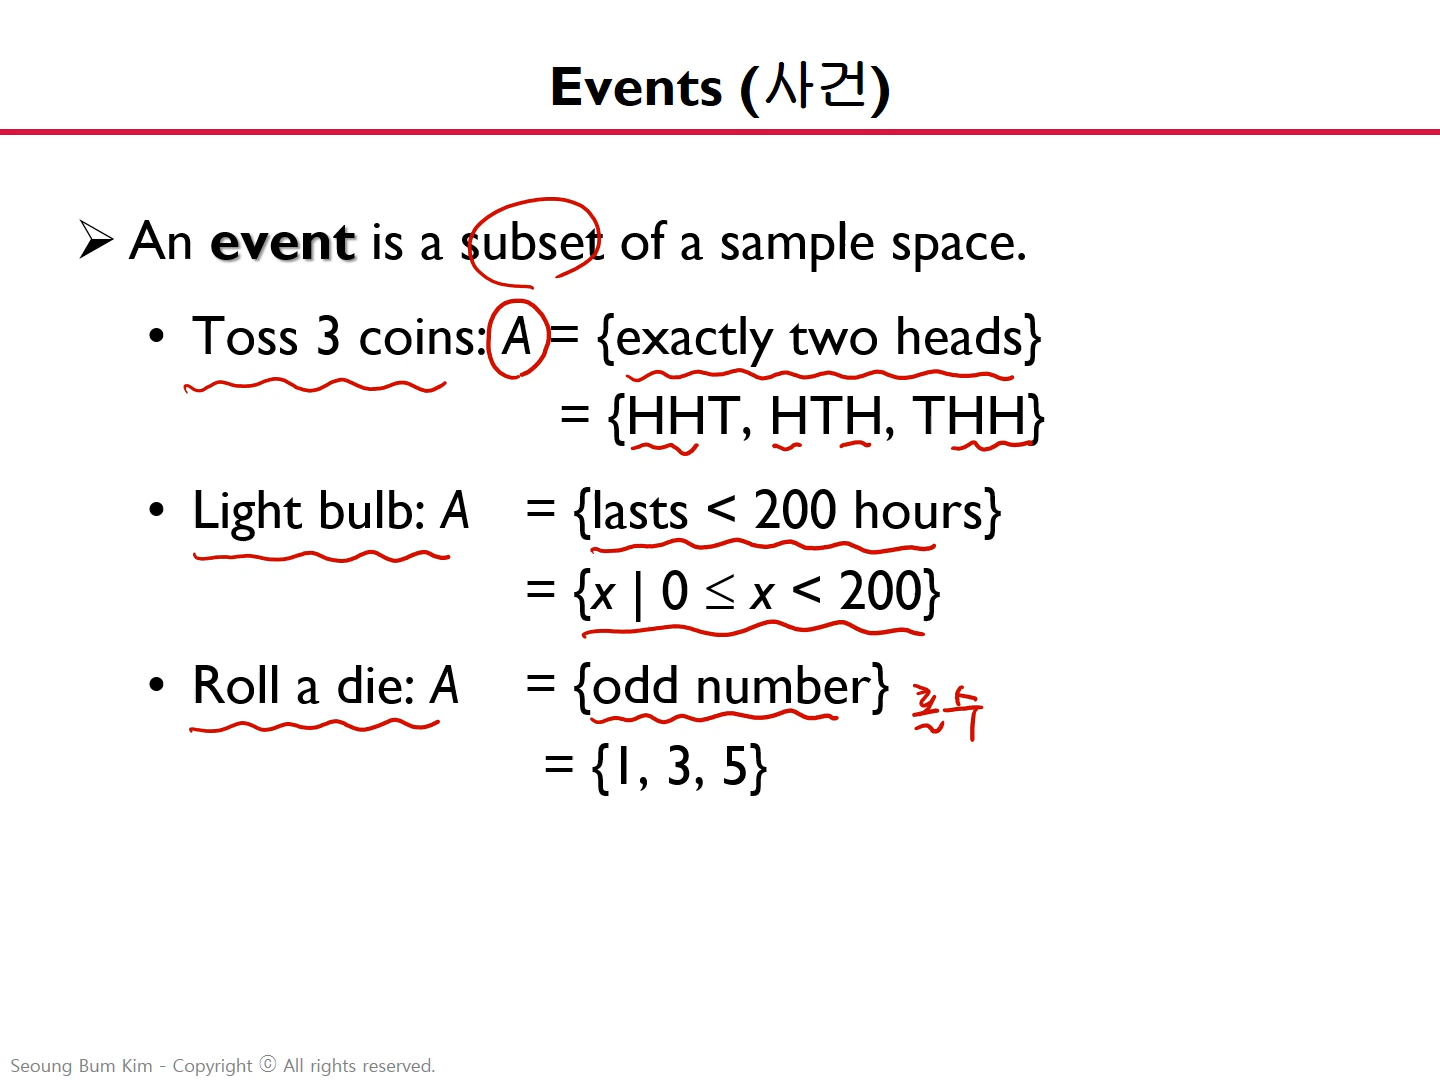 Events (사건)
➢ An event is a subset of a sample space.
• Toss 3 coins: A = {exactly two heads}
= {HHT, HTH, THH}
• Light bulb: A = {lasts < 200 hours}
= {x | 0 ≤ x < 200}
• Roll a die: A = {odd number} 홀수
= {1, 3, 5}
Seoung Bum Kim - Copyright ⓒ All rights reserved.